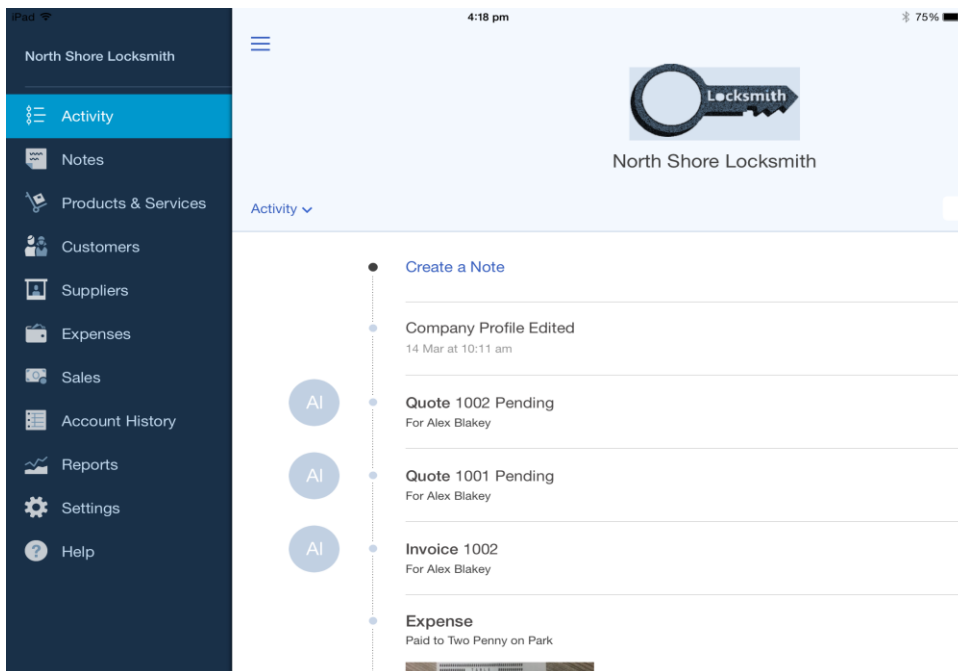 iPad
4:18 pm
75%
North Shore Locksmith
Activity
Notes
Products & Services
Customers
Suppliers
Expenses
Sales
Account History
Reports
Settings
? Help
Locksmith
North Shore Locksmith
Activity
Create a Note
Company Profile Edited
14 Mar at 10:11 am
AI
Quote 1002 Pending
For Alex Blakey
AI
Quote 1001 Pending
For Alex Blakey
AI
Invoice 1002
For Alex Blakey
Expense
Paid to Two Penny on Park